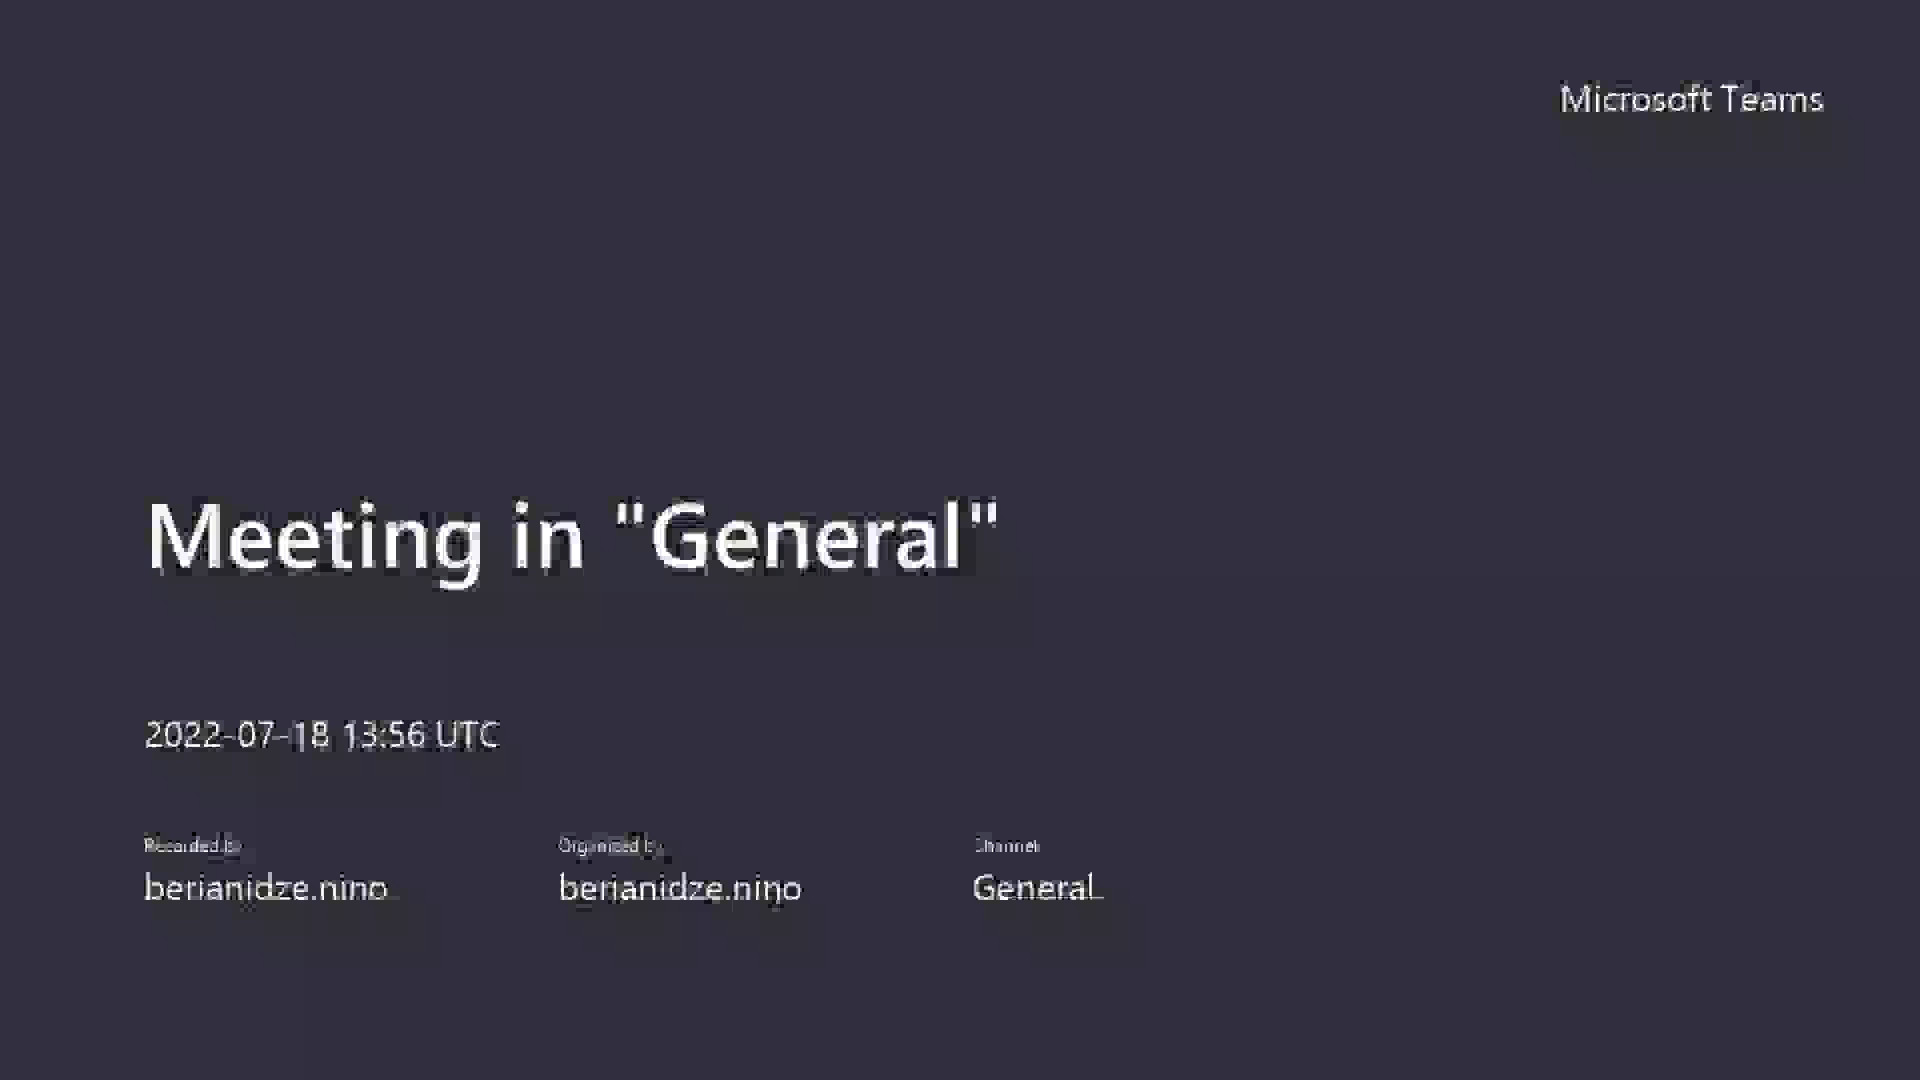 Microsoft Teams
Meeting in "General"
2022-07-18 13:56 UTC
Recorded by
Organized by
Channel
berianidze.nino
berianidze.nino
General